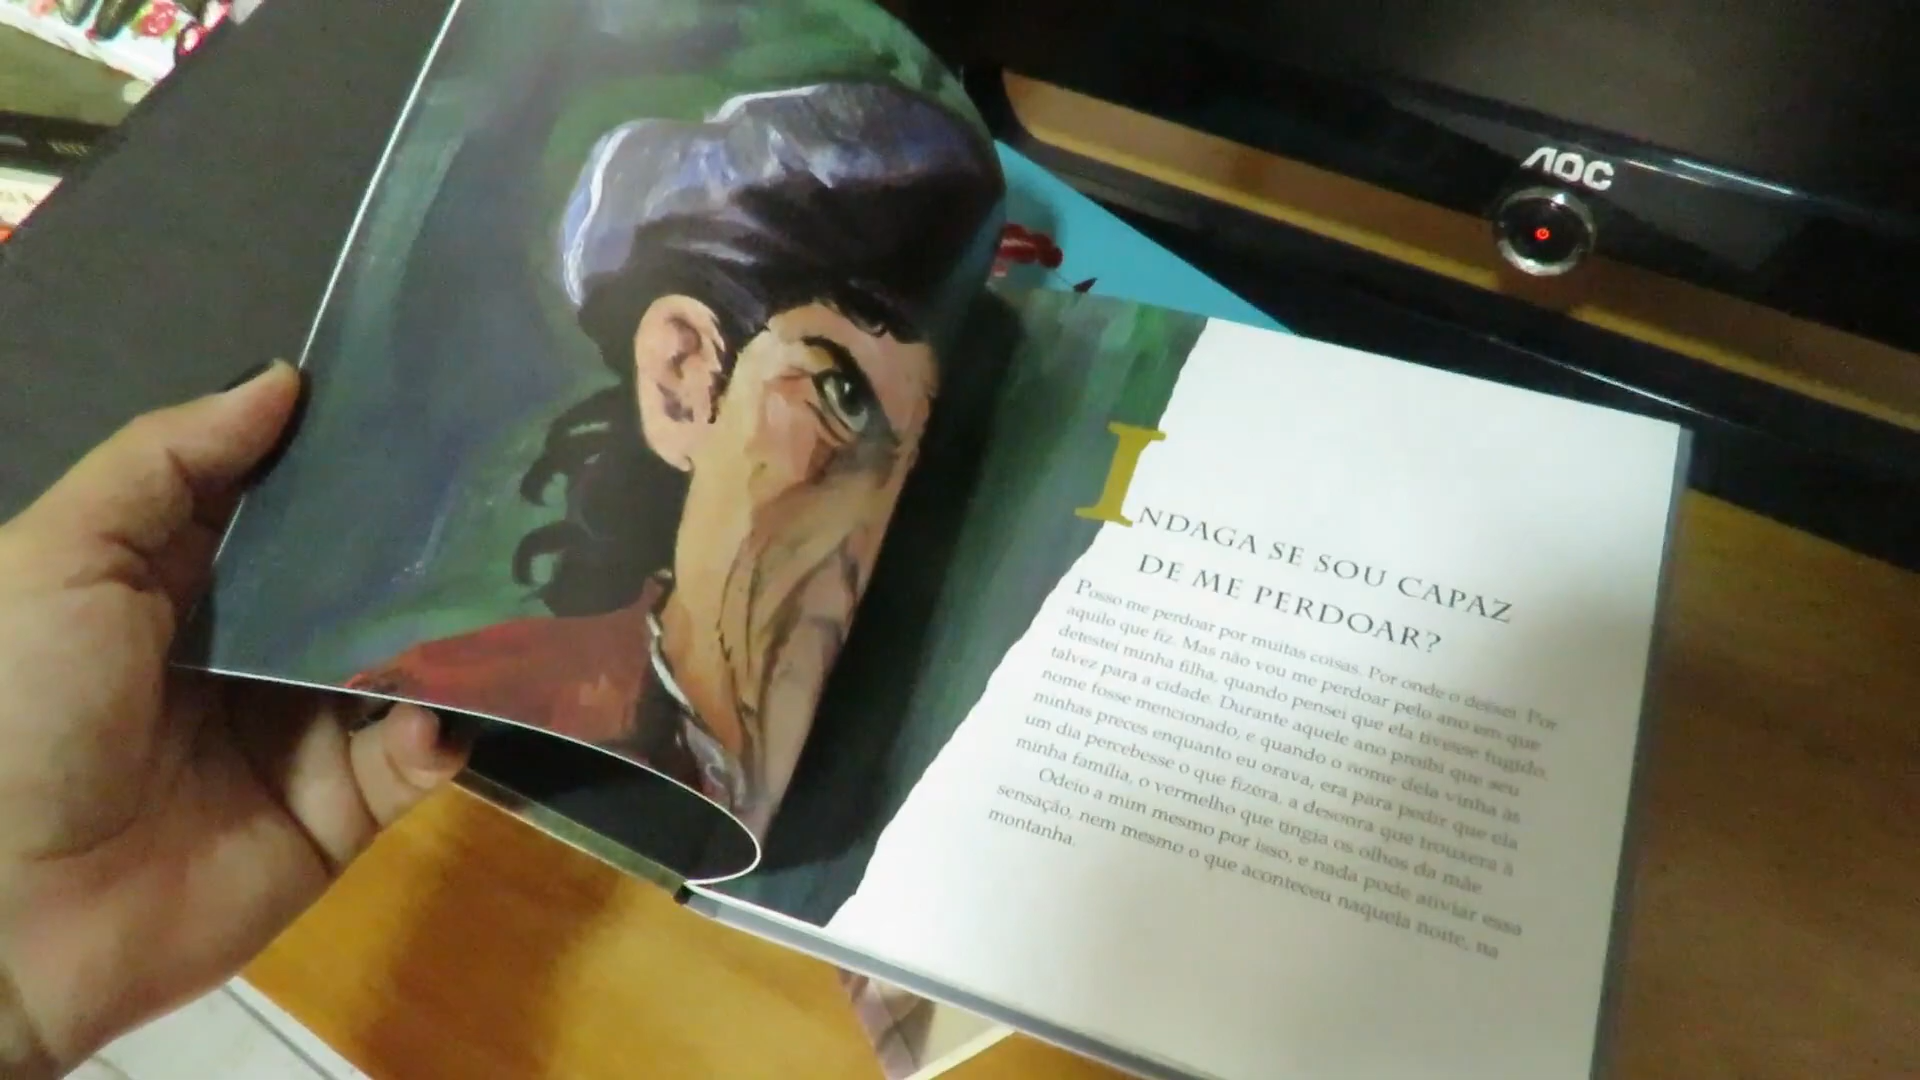 AOC
INDAGA SE SOU CAPAZ
DE ME PERDOAR?
Posso me perdoar por muitas coisas. Por onde o deixei. Por
aquilo que fiz. Mas não vou me perdoar pelo ano em que
detestei minha filha, quando pensei que ela tivesse fugido,
talvez para a cidade. Durante aquele ano proibi que seu
nome fosse mencionado, e quando o nome dela vinha às
minhas preces enquanto eu orava, era para pedir que ela
um dia percebesse o que fizera, a desonra que trouxera à
minha família, o vermelho que tingia os olhos da mãe
Odeio a mim mesmo por isso, e nada pode aliviar essa
sensação, nem mesmo o que aconteceu naquela noite, na
montanha.